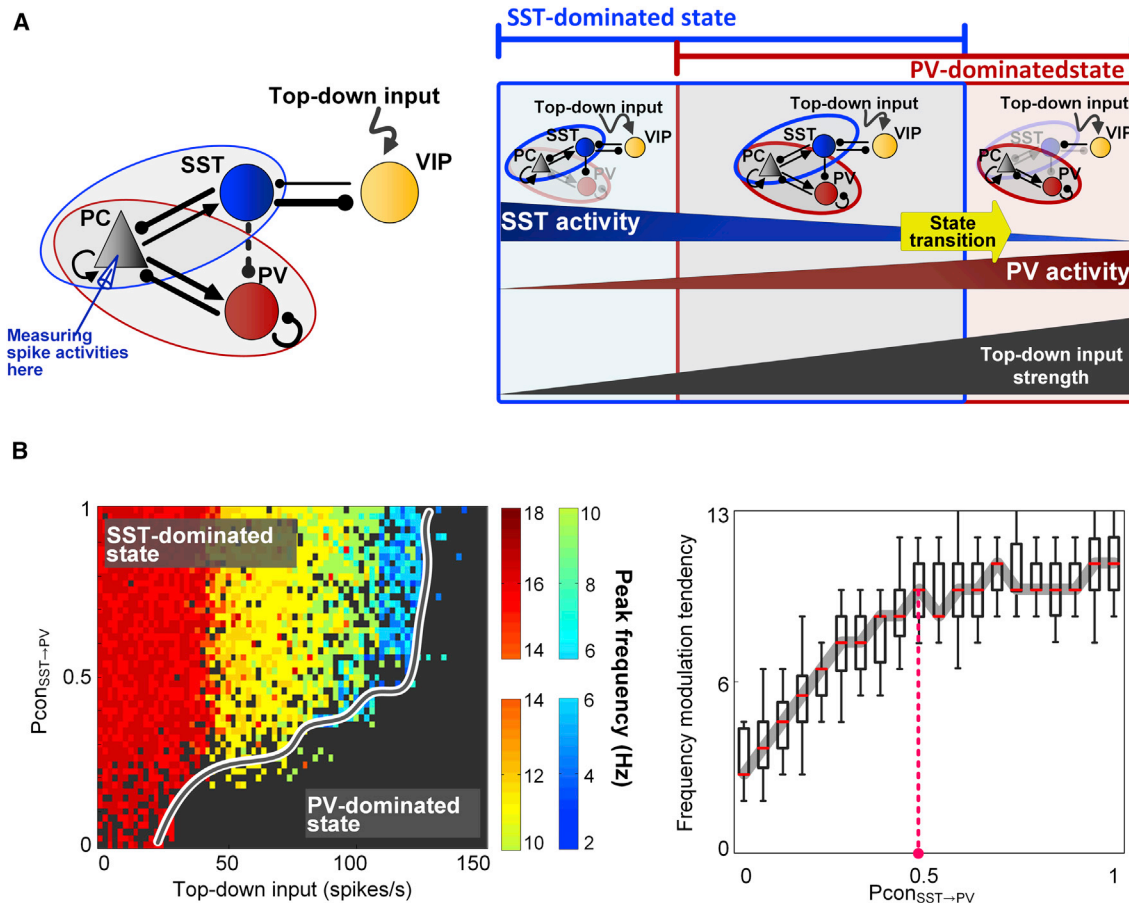 A
Top-down input
SST
VIP
PC
PV
Measuring
spike activities
here
SST-dominated state
PV-dominatedstate
Top-down input
SST
VIP
PC
PV
Top-down input
SST
VIP
PC
PV
Top-down input
SST
VIP
PC
PV
SST activity
State
transition
PV activity
Top-down input
strength
B
SST-dominated
state
PV-dominated
state
1
0.5
0
Pcon SST→PV
0 50 100 150
Top-down input (spikes/s)
18
16
14
10
8
6
14
12
10
6
4
2
Peak frequency (Hz)
13
6
0
Frequency modulation tendency
0 0.5 1
Pcon SST→PV